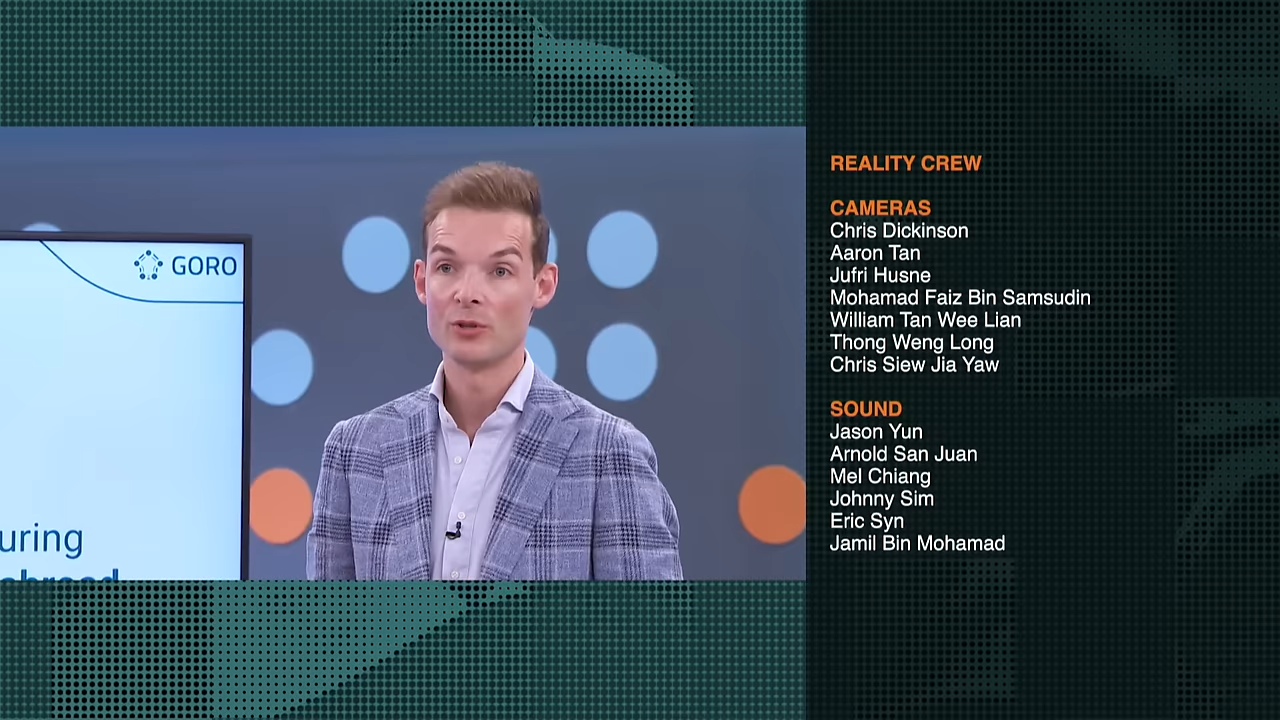 GORO
uring
abroad
REALITY CREW
CAMERAS
Chris Dickinson
Aaron Tan
Jufri Husne
Mohamad Faiz Bin Samsudin
William Tan Wee Lian
Thong Weng Long
Chris Siew Jia Yaw
SOUND
Jason Yun
Arnold San Juan
Mel Chiang
Johnny Sim
Eric Syn
Jamil Bin Mohamad